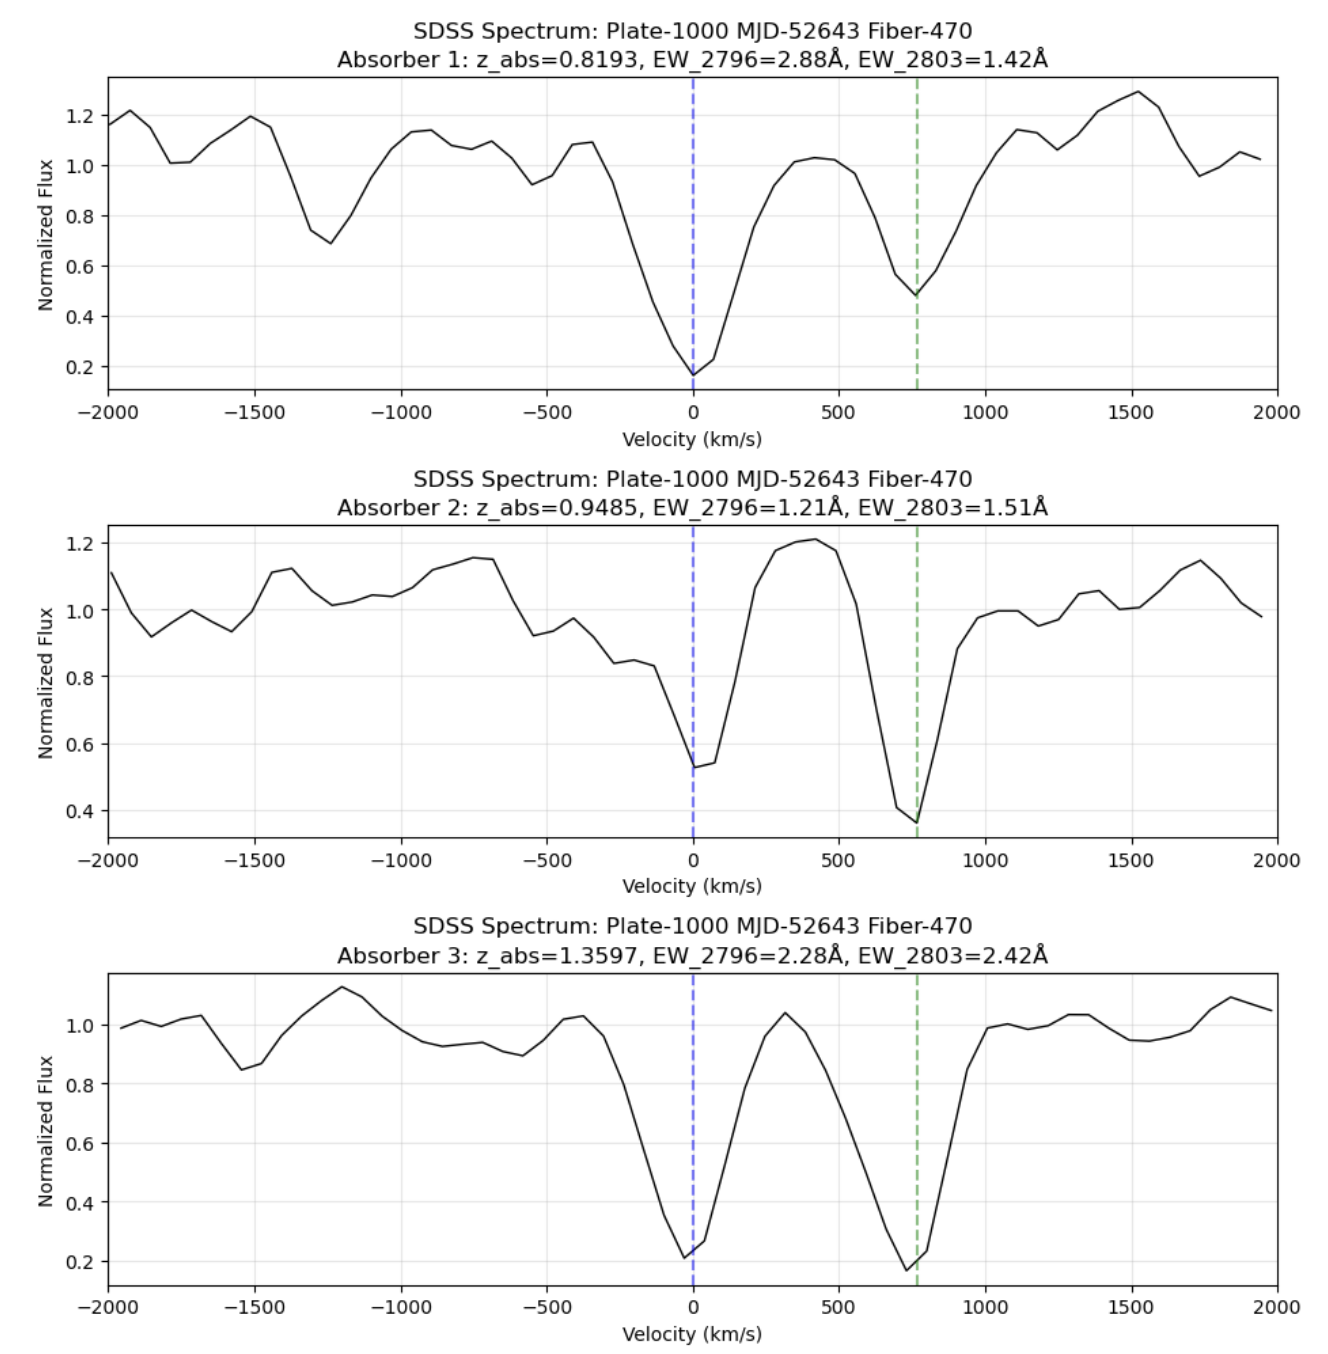 SDSS Spectrum: Plate-1000 MJD-52643 Fiber-470
Absorber 1: z_abs=0.8193, EW_2796=2.88Å, EW_2803=1.42Å
1.2
1.0
0.8
0.6
0.4
0.2
Normalized Flux
−2000 −1500 −1000 −500 0 500 1000 1500 2000
Velocity (km/s)
SDSS Spectrum: Plate-1000 MJD-52643 Fiber-470
Absorber 2: z_abs=0.9485, EW_2796=1.21Å, EW_2803=1.51Å
1.2
1.0
0.8
0.6
0.4
Normalized Flux
−2000 −1500 −1000 −500 0 500 1000 1500 2000
Velocity (km/s)
SDSS Spectrum: Plate-1000 MJD-52643 Fiber-470
Absorber 3: z_abs=1.3597, EW_2796=2.28Å, EW_2803=2.42Å
1.0
0.8
0.6
0.4
0.2
Normalized Flux
−2000 −1500 −1000 −500 0 500 1000 1500 2000
Velocity (km/s)